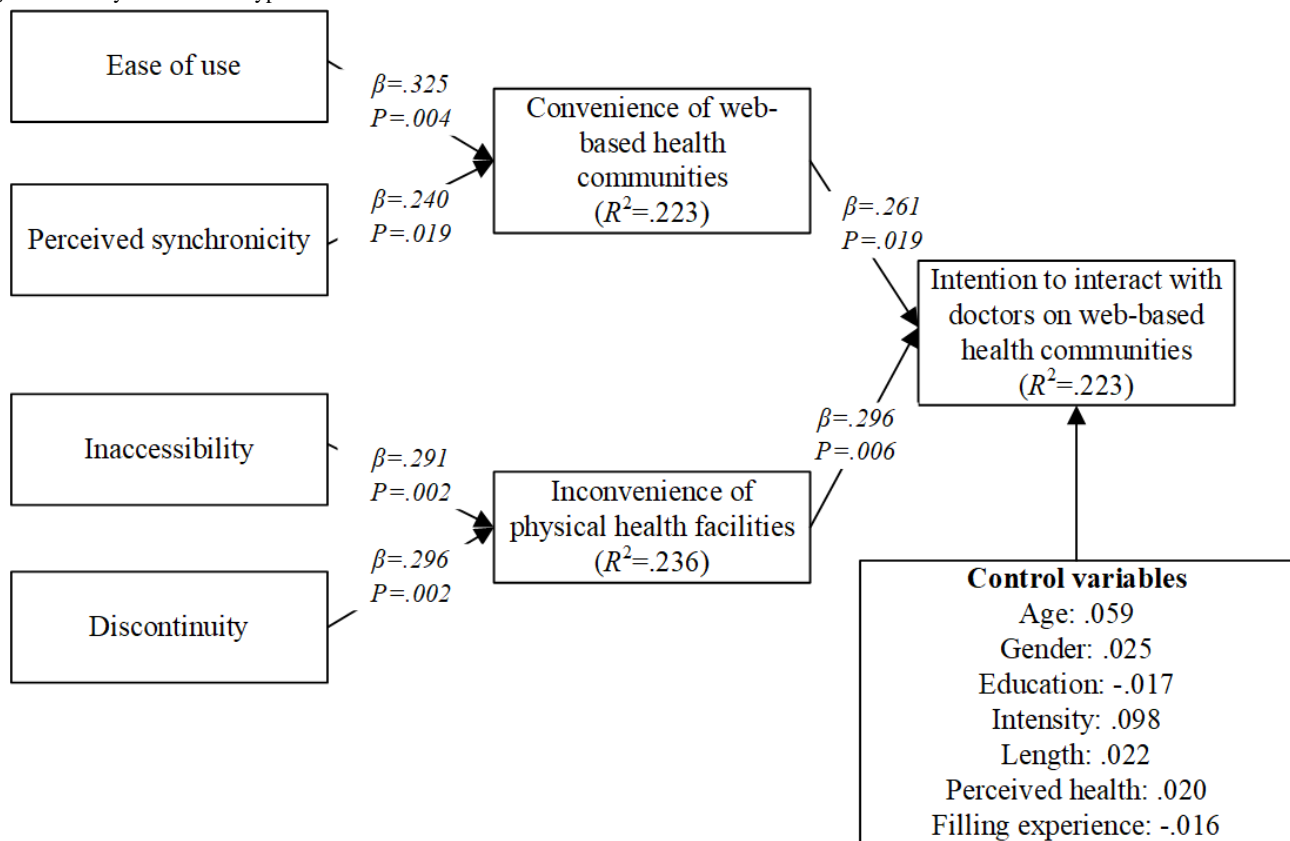 Ease of use
β=.325
P=.004
Convenience of web-
based health
communities
(R²=.223)
Perceived synchronicity
β=.240
P=.019
β=.261
P=.019
Intention to interact with
doctors on web-based
health communities
(R²=.223)
Inaccessibility
β=.291
P=.002
Inconvenience of
physical health facilities
(R²=.236)
β=.296
P=.006
Discontinuity
β=.296
P=.002
Control variables
Age: .059
Gender: .025
Education: -.017
Intensity: .098
Length: .022
Perceived health: .020
Filling experience: -.016